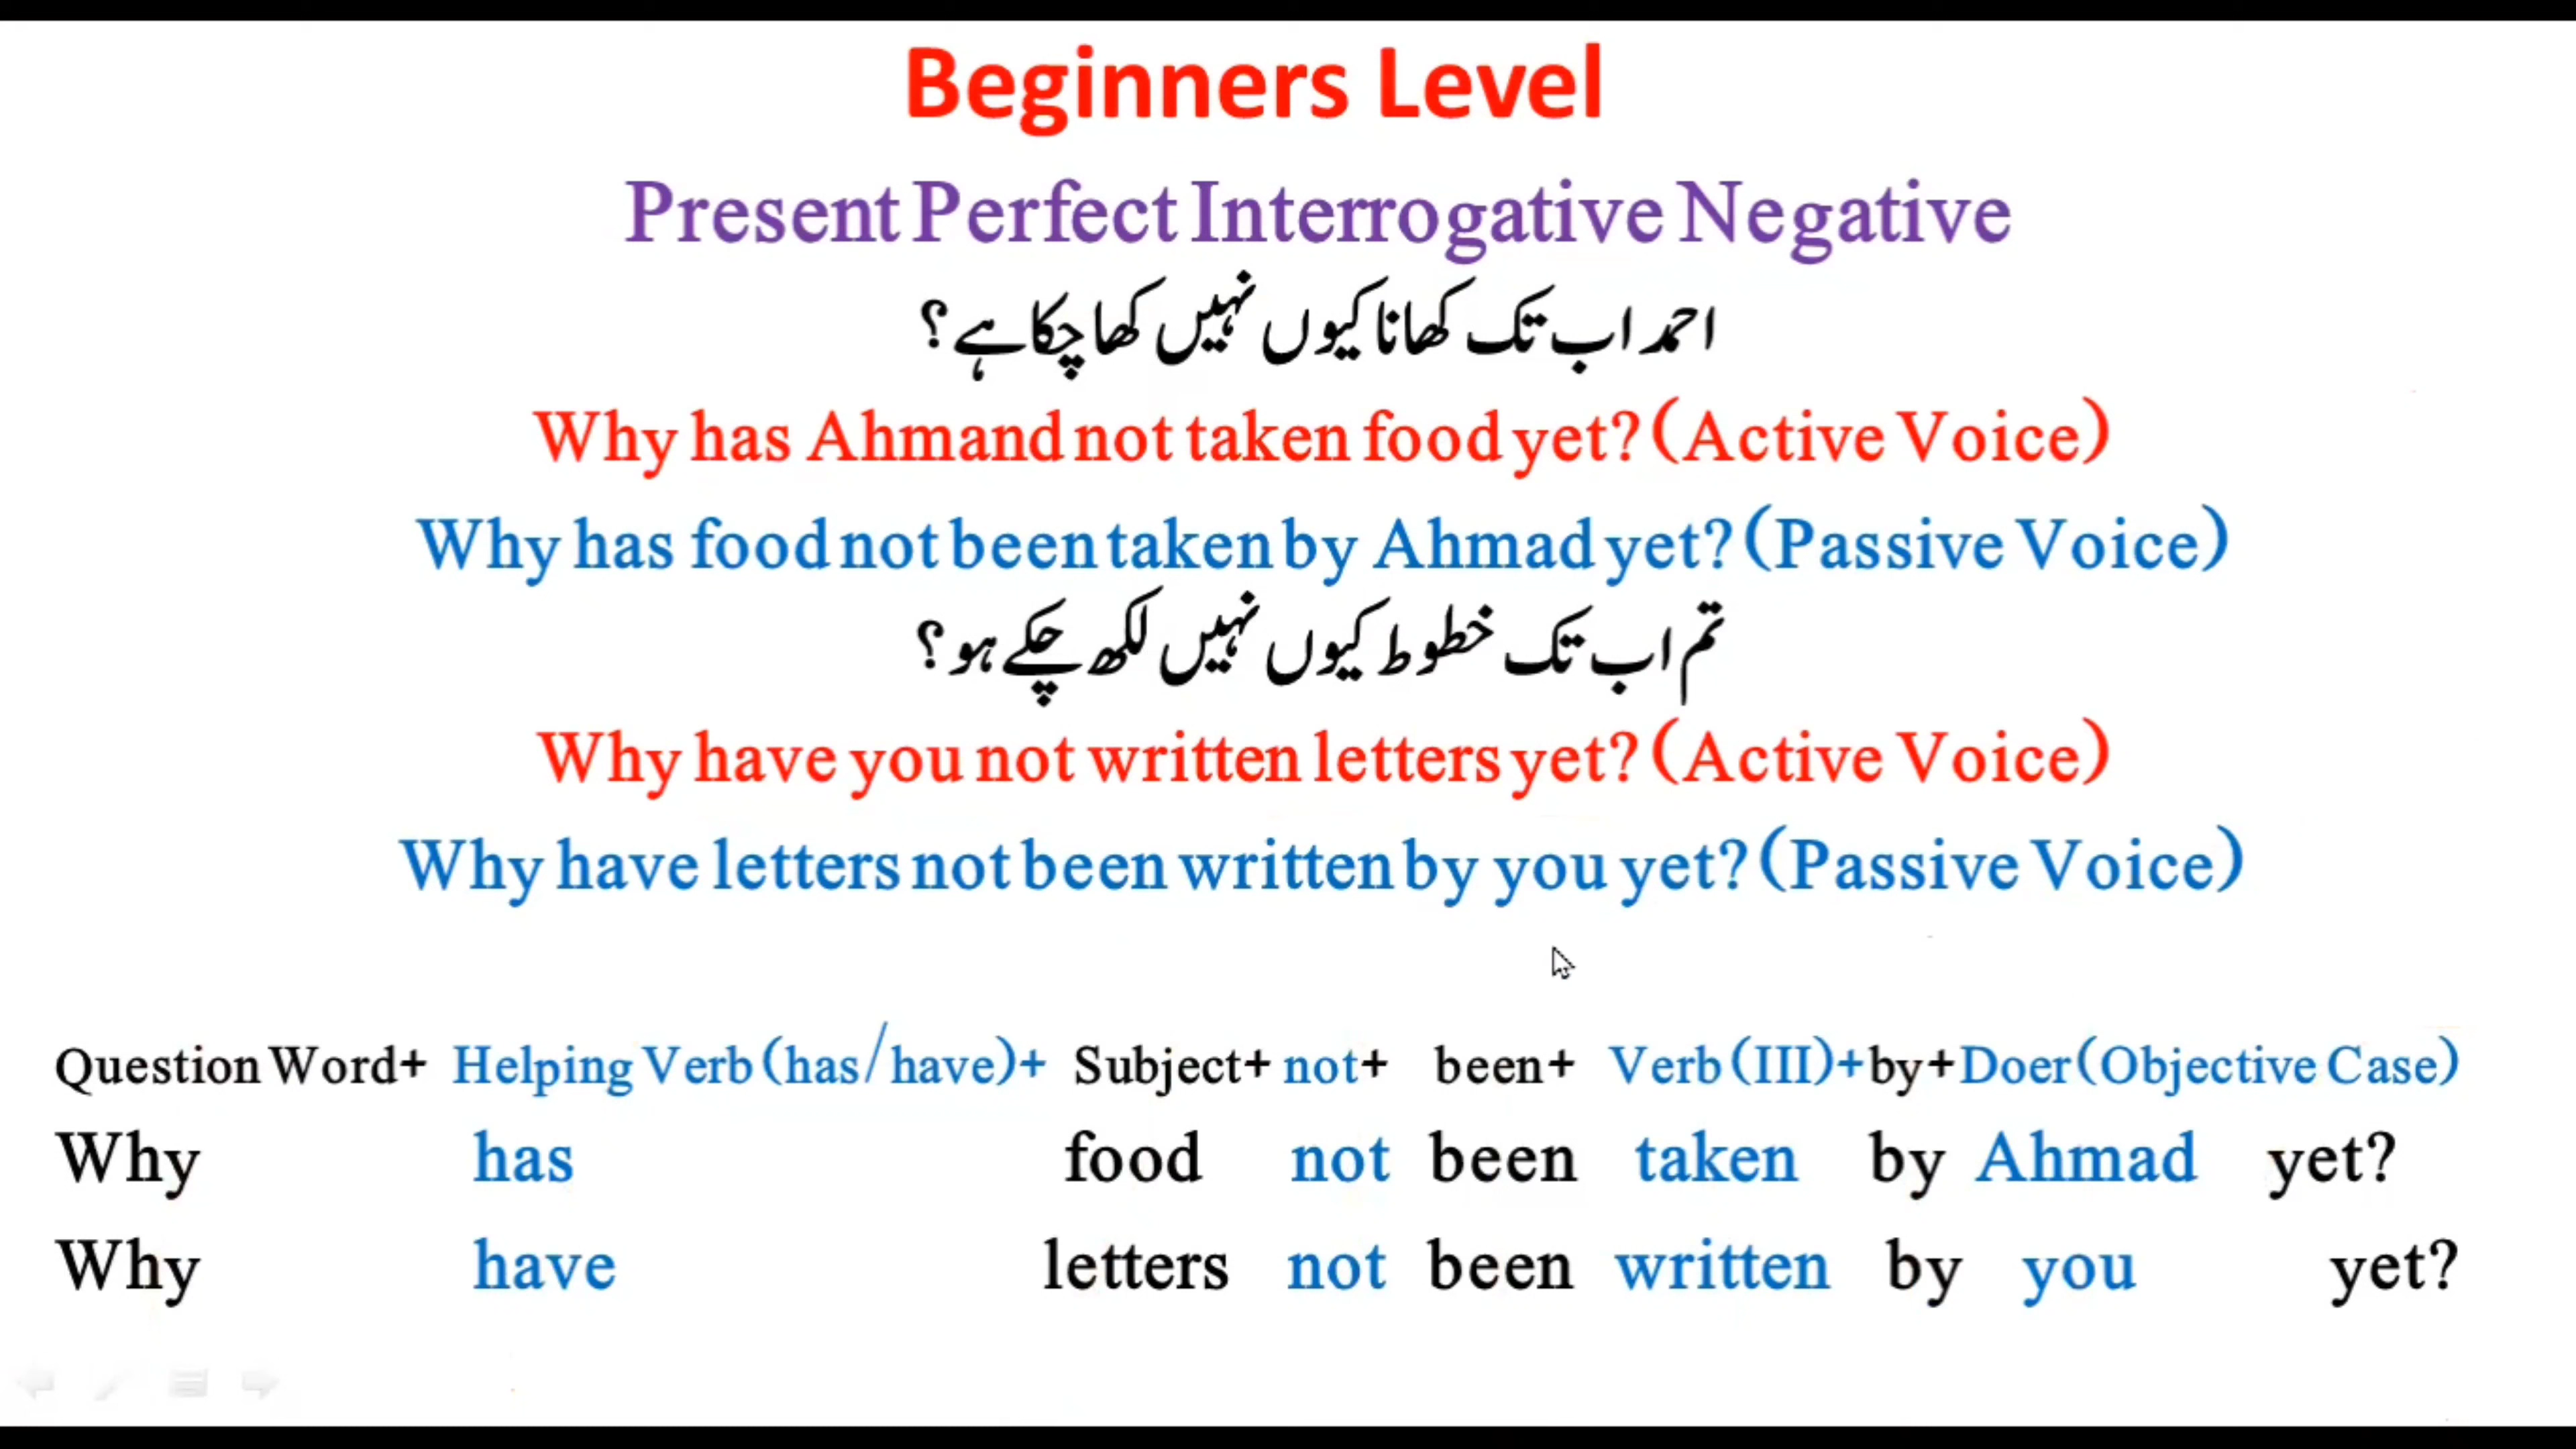 Beginners Level
Present Perfect Interrogative Negative
احمد اب تک کھانا کیوں نہیں کھا چکا ہے؟
Why has Ahmand not taken food yet? (Active Voice)
Why has food not been taken by Ahmad yet? (Passive Voice)
تم اب تک خطوط کیوں نہیں لکھ چکے ہو؟
Why have you not written letters yet? (Active Voice)
Why have letters not been written by you yet? (Passive Voice)
Question Word+ Helping Verb (has/have)+ Subject+ not+ been+ Verb (III)+by+Doer(Objective Case)
Why has food not been taken by Ahmad yet?
Why have letters not been written by you yet?